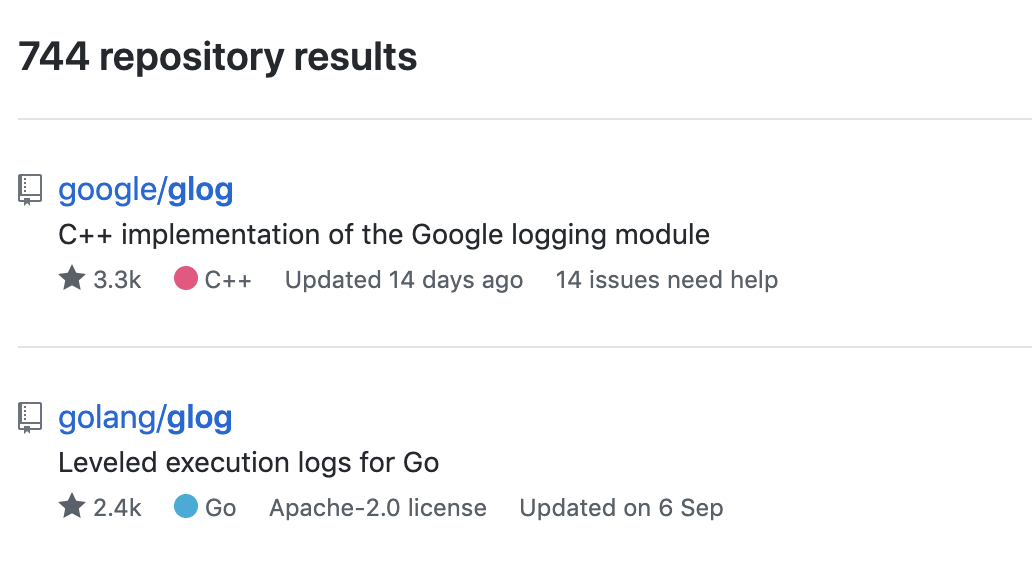 744 repository results
google/glog
C++ implementation of the Google logging module
3.3k C++ Updated 14 days ago 14 issues need help
golang/glog
Leveled execution logs for Go
2.4k Go Apache-2.0 license Updated on 6 Sep